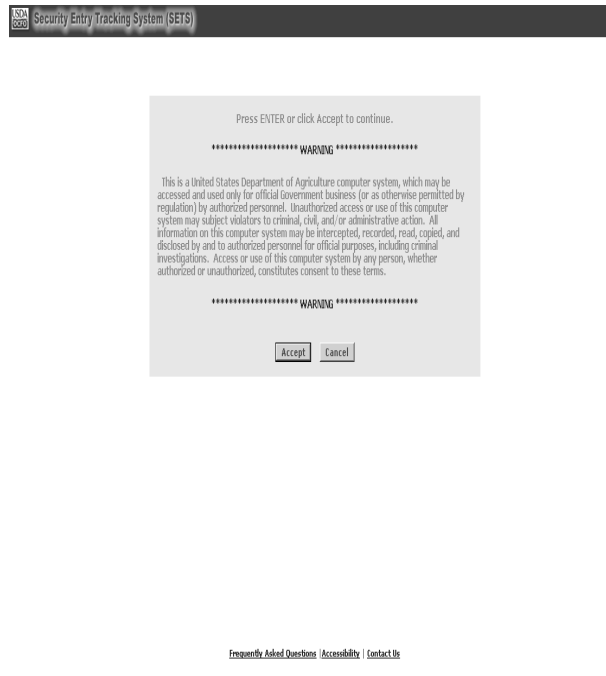 USDA
OCFO
Security Entry Tracking System (SETS)
Press ENTER or click Accept to continue.
******************** WARNING *******************
This is a United States Department of Agriculture computer system, which may be
accessed and used only for official Government business (or as otherwise permitted by
regulation) by authorized personnel. Unauthorized access or use of this computer
system may subject violators to criminal, civil, and/or administrative action. All
information on this computer system may be intercepted, recorded, read, copied, and
disclosed by and to authorized personnel for official purposes, including criminal
investigations. Access or use of this computer system by any person, whether
authorized or unauthorized, constitutes consent to these terms.
******************** WARNING *******************
Accept Cancel
Frequently Asked Questions | Accessibility | Contact Us